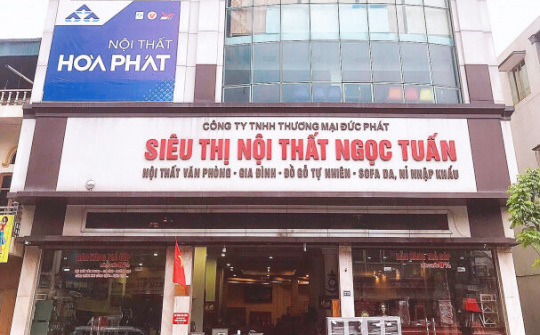 NỘI THẤT
HÒA PHÁT
CÔNG TY TNHH THƯƠNG MẠI ĐỨC PHÁT
SIÊU THỊ NỘI THẤT NGỌC TUẤN
NỘI THẤT VĂN PHÒNG - GIA ĐÌNH - ĐỒ GỖ TỰ NHIÊN - SOFA DA, NỈ NHẬP KHẨU